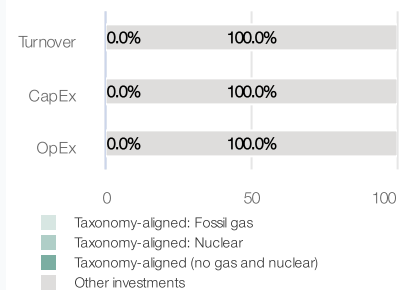 Turnover 0.0% 100.0%
CapEx 0.0% 100.0%
OpEx 0.0% 100.0%
0 50 100
Taxonomy-aligned: Fossil gas
Taxonomy-aligned: Nuclear
Taxonomy-aligned (no gas and nuclear)
Other investments